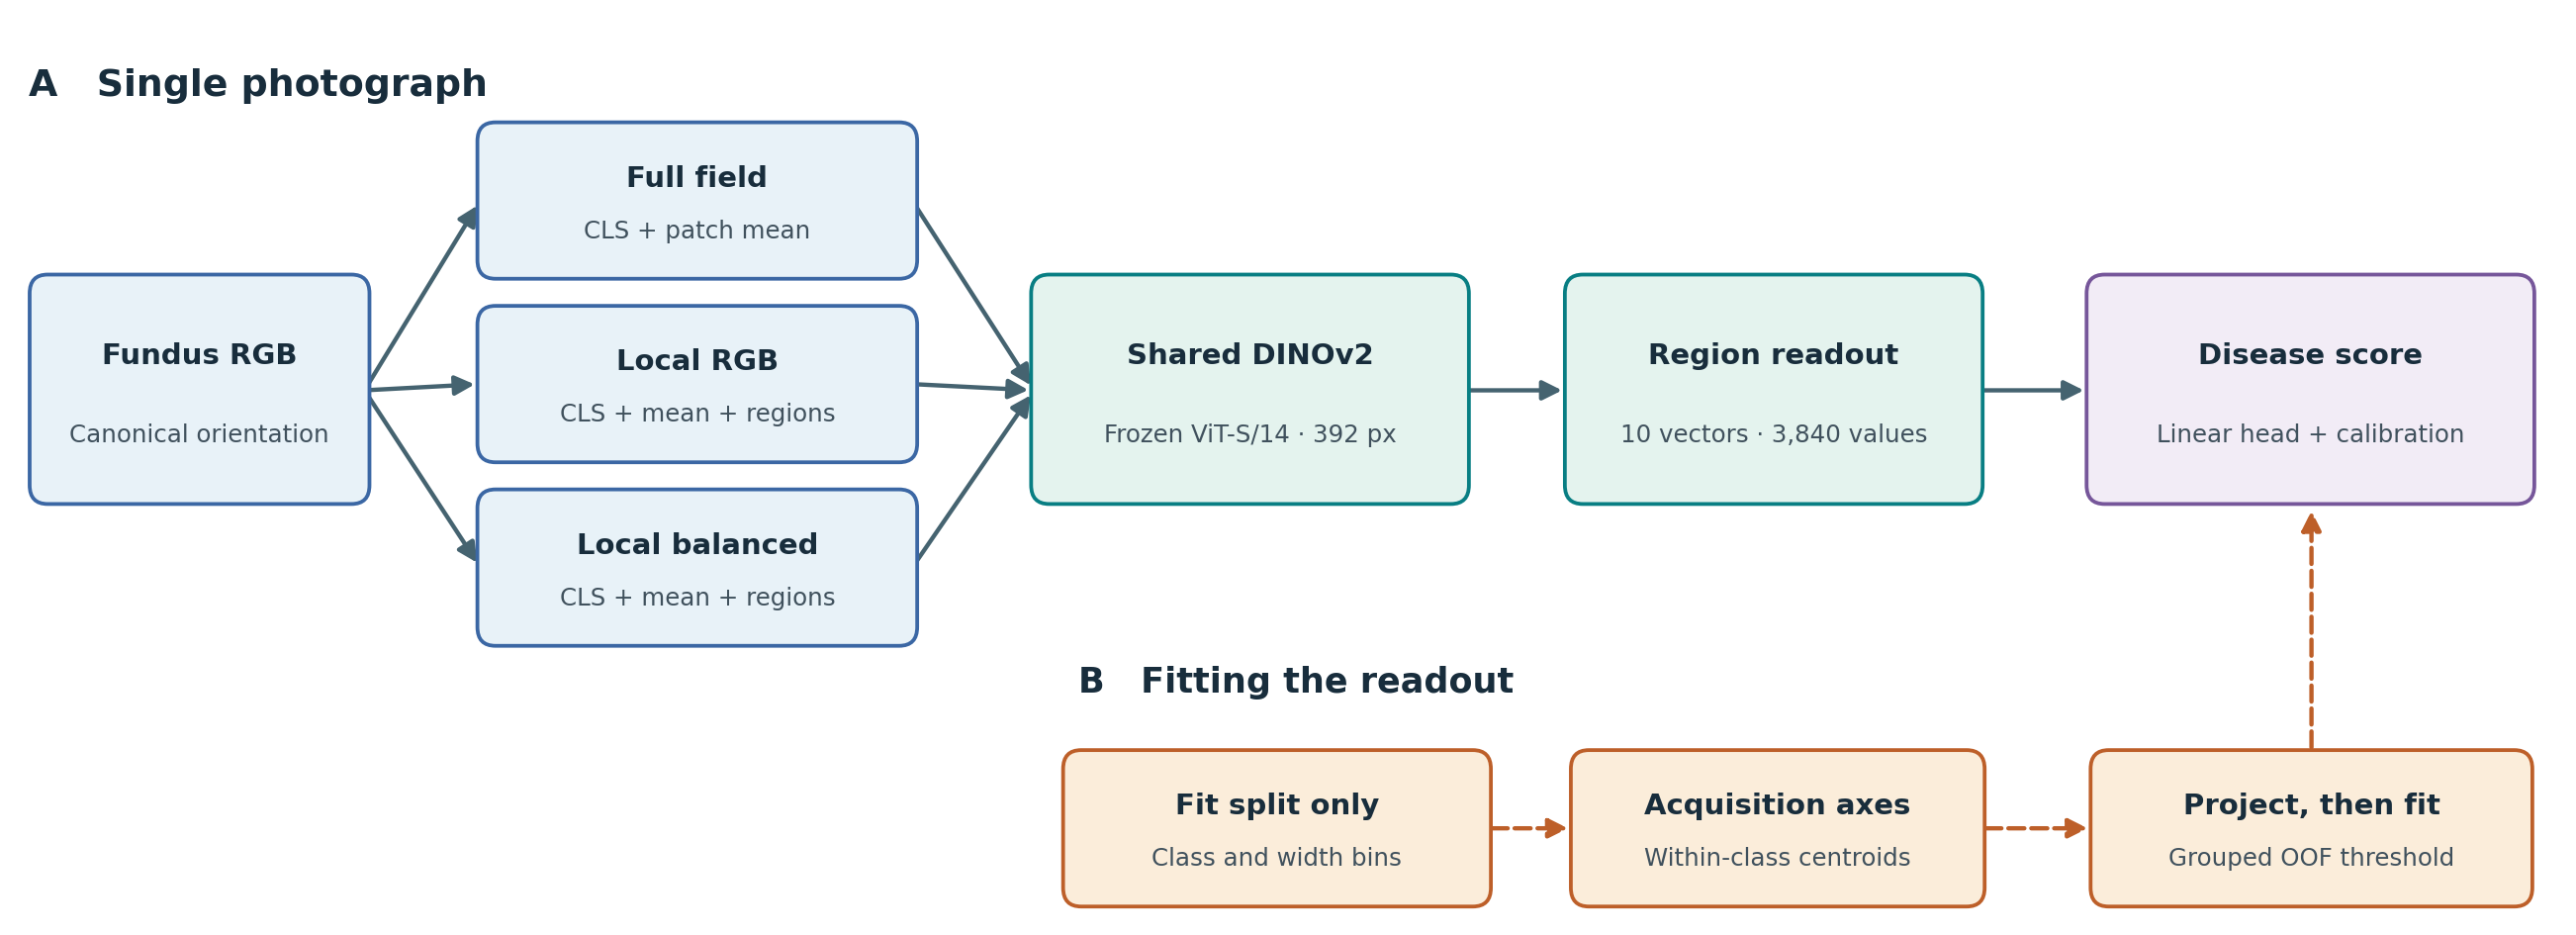 A Single photograph
Full field
CLS + patch mean
Fundus RGB
Canonical orientation
Local RGB
CLS + mean + regions
Local balanced
CLS + mean + regions
Shared DINOv2
Frozen ViT-S/14 · 392 px
Region readout
10 vectors · 3,840 values
Disease score
Linear head + calibration
B Fitting the readout
Fit split only
Class and width bins
Acquisition axes
Within-class centroids
Project, then fit
Grouped OOF threshold